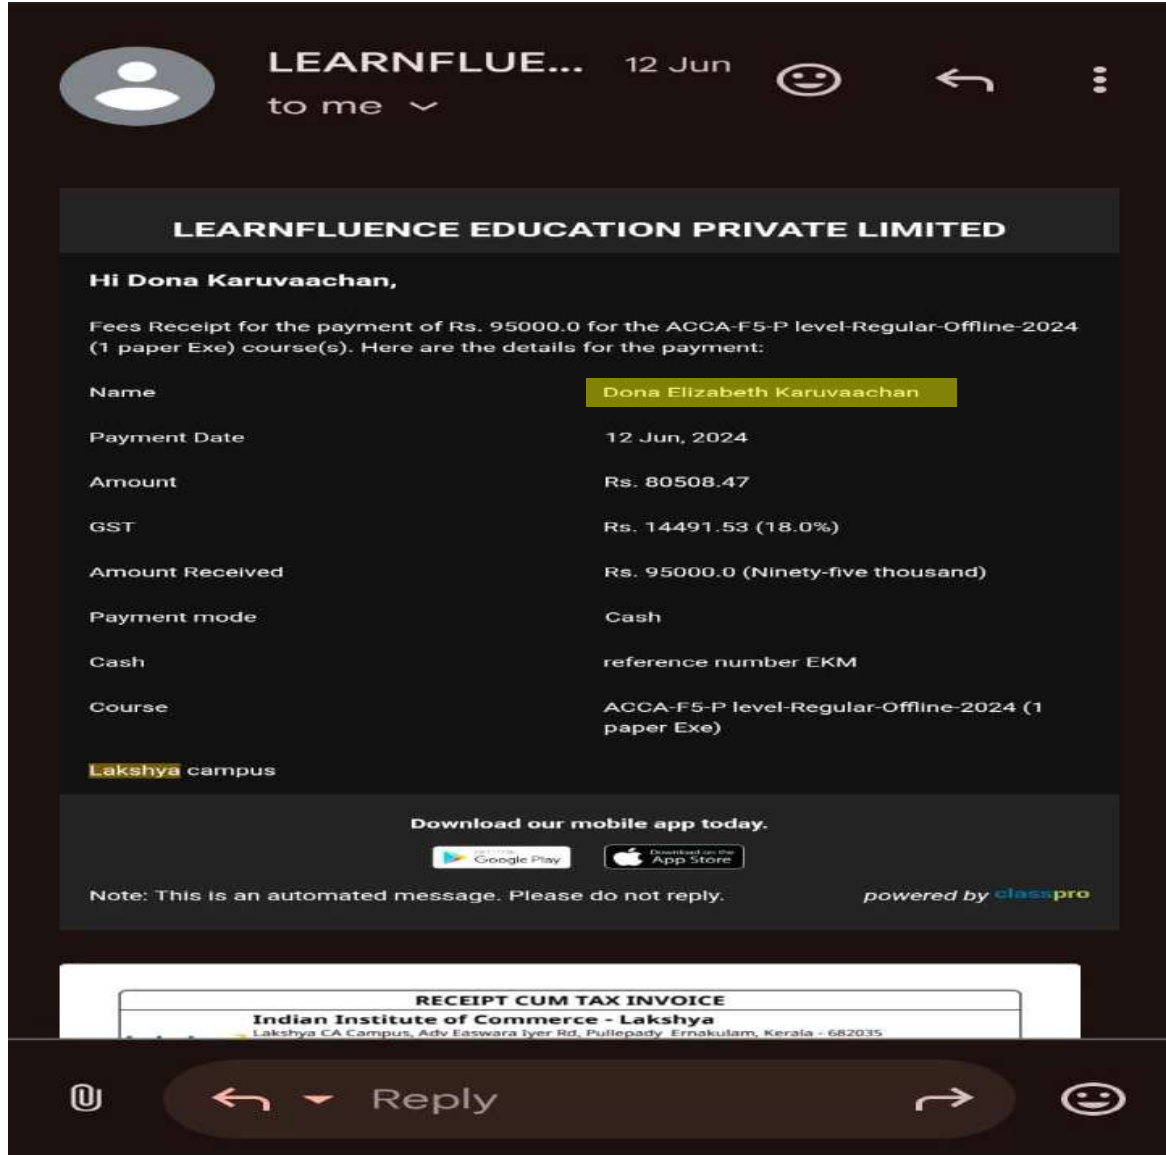 LEARNFLUE... 12 Jun
to me
LEARNFLUENCE EDUCATION PRIVATE LIMITED
Hi Dona Karuvaachan,
Fees Receipt for the payment of Rs. 95000.0 for the ACCA-F5-P level-Regular-Offline-2024
(1 paper Exe) course(s). Here are the details for the payment:
Name Dona Elizabeth Karuvaachan
Payment Date 12 Jun, 2024
Amount Rs. 80508.47
GST Rs. 14491.53 (18.0%)
Amount Received Rs. 95000.0 (Ninety-five thousand)
Payment mode Cash
Cash reference number EKM
Course ACCA-F5-P level-Regular-Offline-2024 (1
paper Exe)
Lakshya campus
Download our mobile app today.
Google Play Download on the
App Store
Note: This is an automated message. Please do not reply. powered by classpro
RECEIPT CUM TAX INVOICE
Indian Institute of Commerce - Lakshya
Lakshya CA Campus, Adv Easwara Iyer Rd, Pullepady Ernakulam, Kerala - 682035
Reply